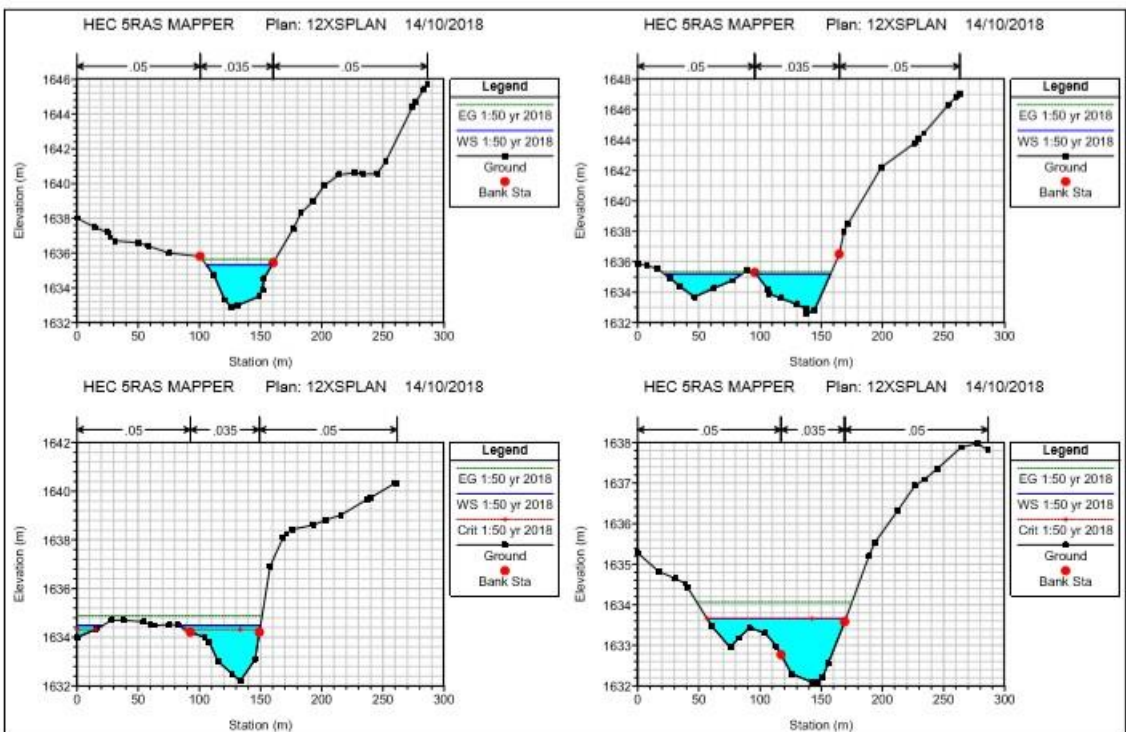 HEC 5RAS MAPPER Plan: 12XSPLAN 14/10/2018
.05 .035 .05
1646
1644
1642
1640
1638
1636
1634
1632
Elevation (m)
0 50 100 150 200 250 300
Station (m)
Legend
EG 1:50 yr 2018
WS 1:50 yr 2018
Ground
Bank Sta
HEC 5RAS MAPPER Plan: 12XSPLAN 14/10/2018
.05 .035 .05
1648
1646
1644
1642
1640
1638
1636
1634
1632
Elevation (m)
0 50 100 150 200 250 300
Station (m)
Legend
EG 1:50 yr 2018
WS 1:50 yr 2018
Ground
Bank Sta
HEC 5RAS MAPPER Plan: 12XSPLAN 14/10/2018
.05 .035 .05
1642
1640
1638
1636
1634
1632
Elevation (m)
0 50 100 150 200 250 300
Station (m)
Legend
EG 1:50 yr 2018
WS 1:50 yr 2018
Crit 1:50 yr 2018
Ground
Bank Sta
HEC 5RAS MAPPER Plan: 12XSPLAN 14/10/2018
.05 .035 .05
1638
1637
1636
1635
1634
1633
1632
Elevation (m)
0 50 100 150 200 250 300
Station (m)
Legend
EG 1:50 yr 2018
WS 1:50 yr 2018
Crit 1:50 yr 2018
Ground
Bank Sta